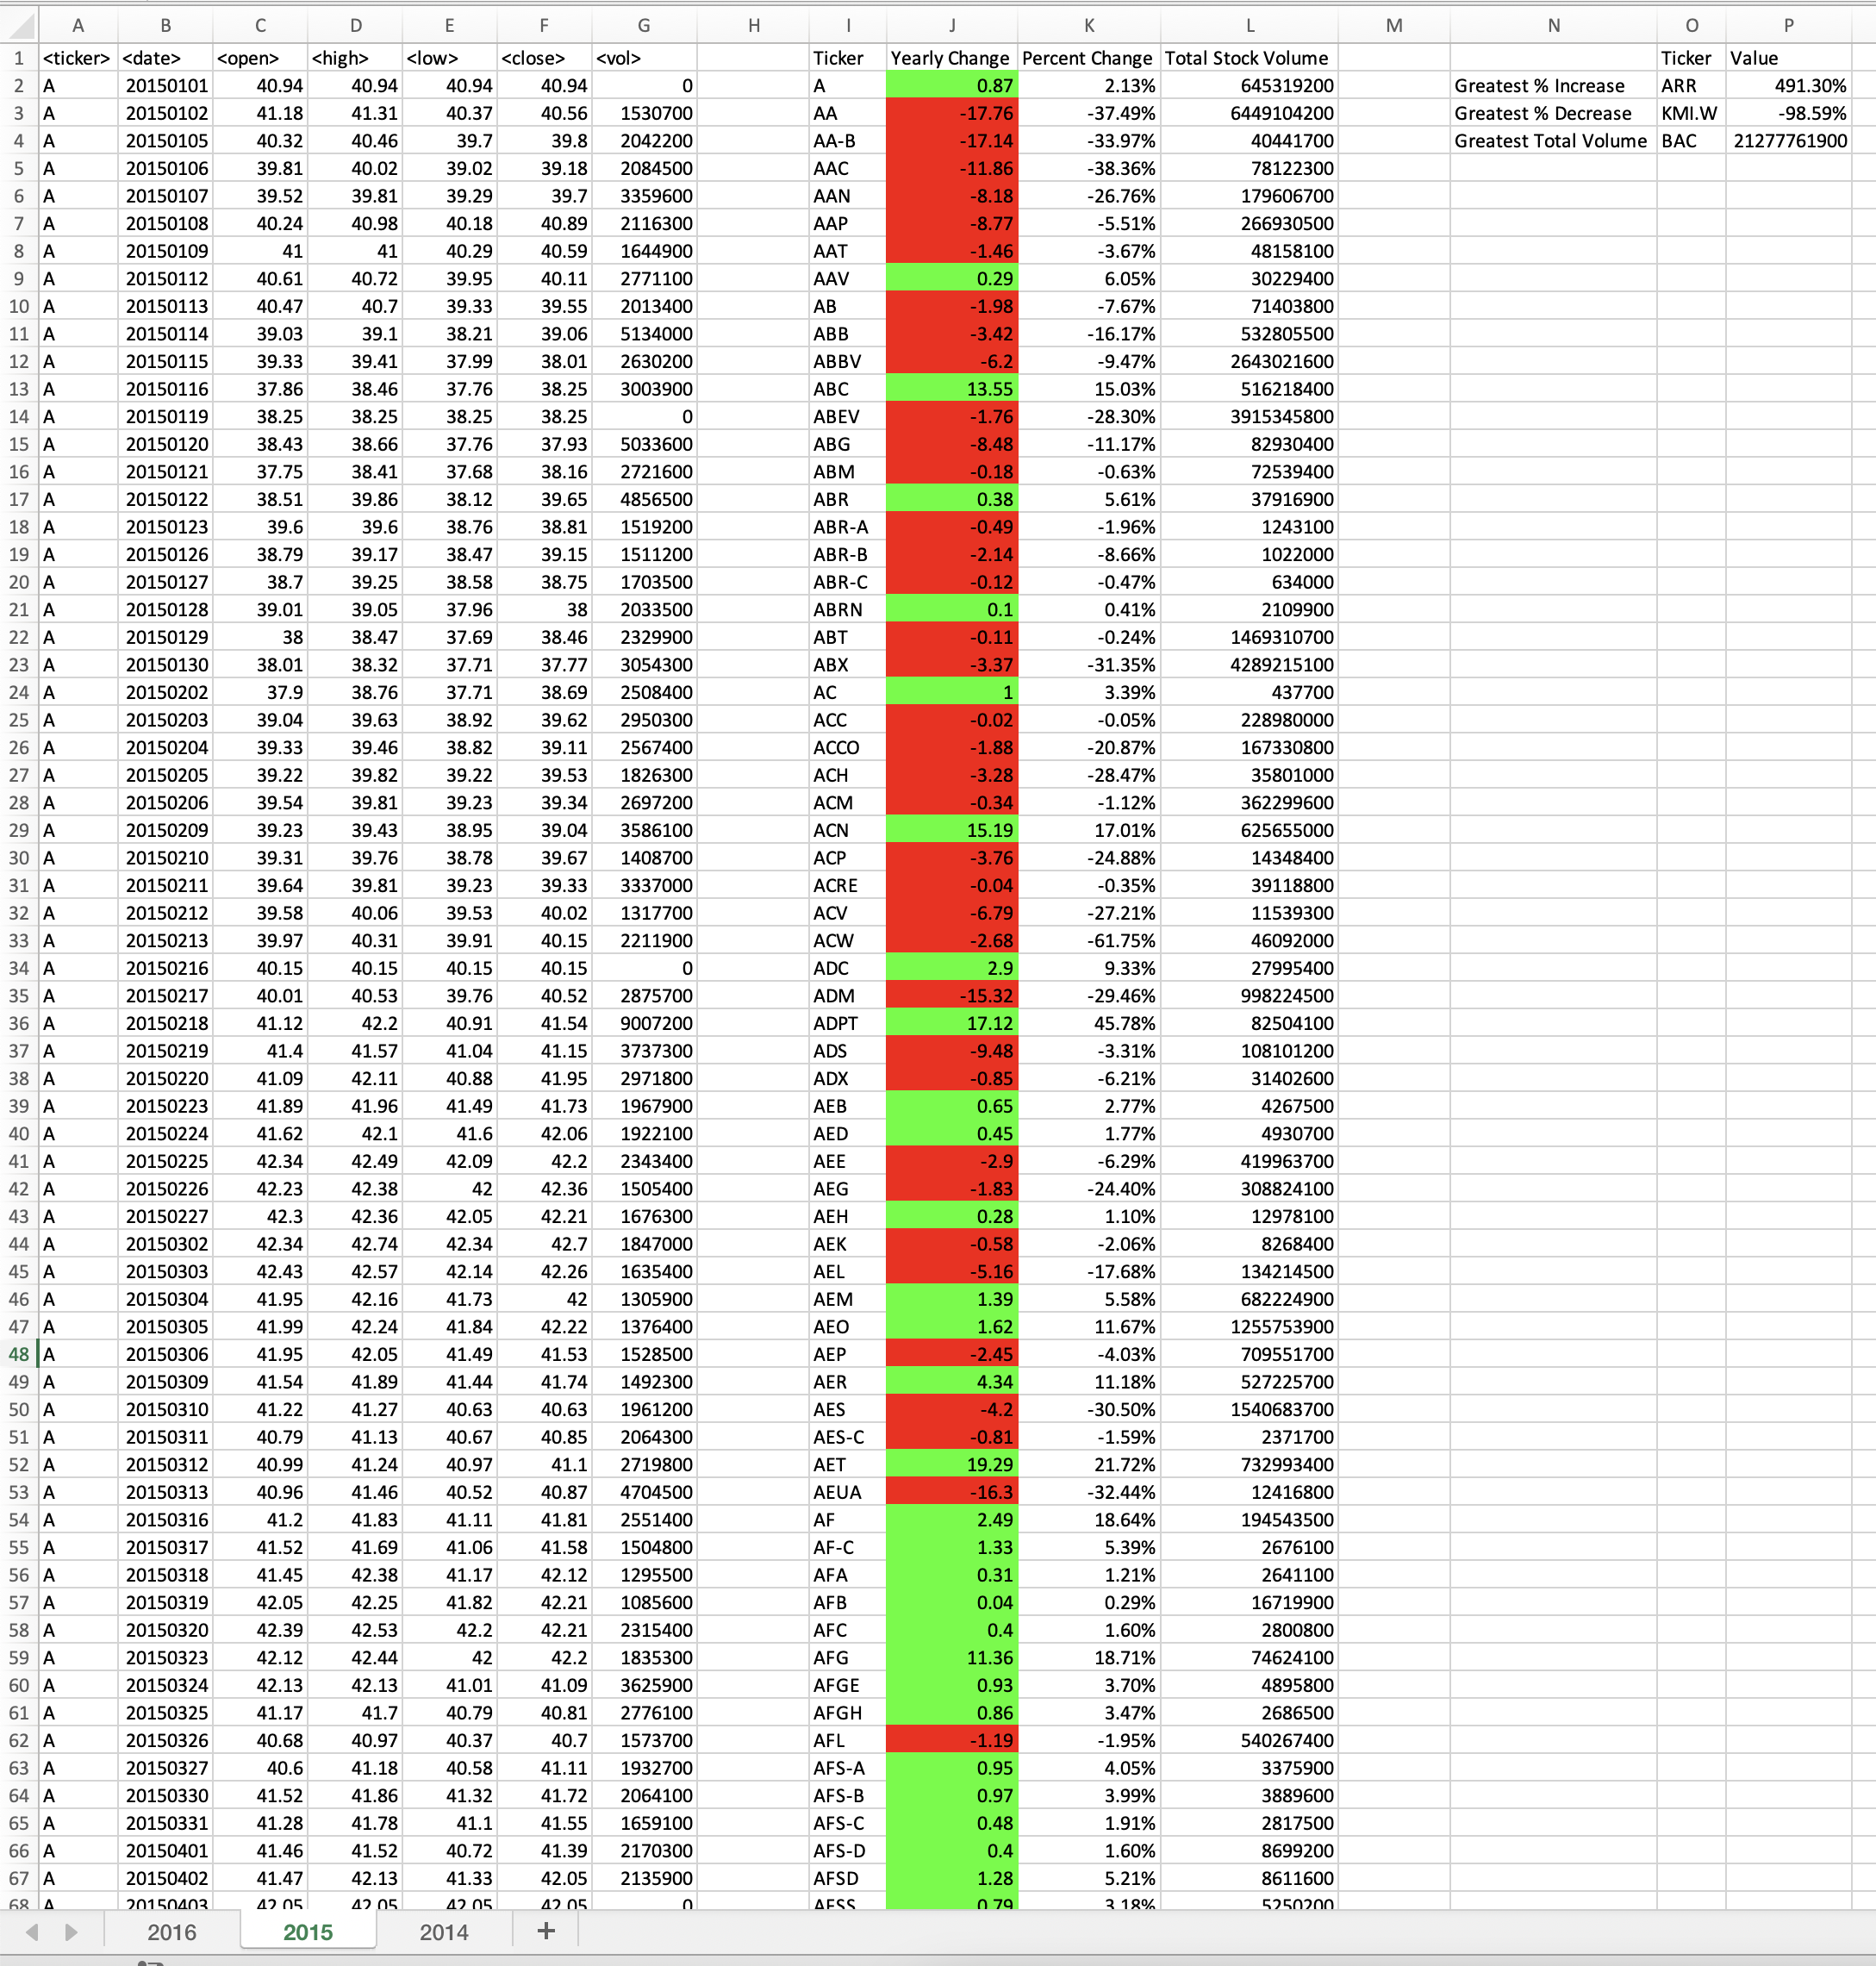 A B C D E F G H I J K L M N O P
1 <ticker> <date> <open> <high> <low> <close> <vol> Ticker Yearly Change Percent Change Total Stock Volume Ticker Value
2 A 20150101 40.94 40.94 40.94 40.94 0 A 0.87 2.13% 645319200 Greatest % Increase ARR 491.30%
3 A 20150102 41.18 41.31 40.37 40.56 1530700 AA -17.76 -37.49% 6449104200 Greatest % Decrease KMI.W -98.59%
4 A 20150105 40.32 40.46 39.7 39.8 2042200 AA-B -17.14 -33.97% 40441700 Greatest Total Volume BAC 21277761900
5 A 20150106 39.81 40.02 39.02 39.18 2084500 AAC -11.86 -38.36% 78122300
6 A 20150107 39.52 39.81 39.29 39.7 3359600 AAN -8.18 -26.76% 179606700
7 A 20150108 40.24 40.98 40.18 40.89 2116300 AAP -8.77 -5.51% 266930500
8 A 20150109 41 41 40.29 40.59 1644900 AAT -1.46 -3.67% 48158100
9 A 20150112 40.61 40.72 39.95 40.11 2771100 AAV 0.29 6.05% 30229400
10 A 20150113 40.47 40.7 39.33 39.55 2013400 AB -1.98 -7.67% 71403800
11 A 20150114 39.03 39.1 38.21 39.06 5134000 ABB -3.42 -16.17% 532805500
12 A 20150115 39.33 39.41 37.99 38.01 2630200 ABBV -6.2 -9.47% 2643021600
13 A 20150116 37.86 38.46 37.76 38.25 3003900 ABC 13.55 15.03% 516218400
14 A 20150119 38.25 38.25 38.25 38.25 0 ABEV -1.76 -28.30% 3915345800
15 A 20150120 38.43 38.66 37.76 37.93 5033600 ABG -8.48 -11.17% 82930400
16 A 20150121 37.75 38.41 37.68 38.16 2721600 ABM -0.18 -0.63% 72539400
17 A 20150122 38.51 39.86 38.12 39.65 4856500 ABR 0.38 5.61% 37916900
18 A 20150123 39.6 39.6 38.76 38.81 1519200 ABR-A -0.49 -1.96% 1243100
19 A 20150126 38.79 39.17 38.47 39.15 1511200 ABR-B -2.14 -8.66% 1022000
20 A 20150127 38.7 39.25 38.58 38.75 1703500 ABR-C -0.12 -0.47% 634000
21 A 20150128 39.01 39.05 37.96 38 2033500 ABRN 0.1 0.41% 2109900
22 A 20150129 38 38.47 37.69 38.46 2329900 ABT -0.11 -0.24% 1469310700
23 A 20150130 38.01 38.32 37.71 37.77 3054300 ABX -3.37 -31.35% 4289215100
24 A 20150202 37.9 38.76 37.71 38.69 2508400 AC 1 3.39% 437700
25 A 20150203 39.04 39.63 38.92 39.62 2950300 ACC -0.02 -0.05% 228980000
26 A 20150204 39.33 39.46 38.82 39.11 2567400 ACCO -1.88 -20.87% 167330800
27 A 20150205 39.22 39.82 39.22 39.53 1826300 ACH -3.28 -28.47% 35801000
28 A 20150206 39.54 39.81 39.23 39.34 2697200 ACM -0.34 -1.12% 362299600
29 A 20150209 39.23 39.43 38.95 39.04 3586100 ACN 15.19 17.01% 625655000
30 A 20150210 39.31 39.76 38.78 39.67 1408700 ACP -3.76 -24.88% 14348400
31 A 20150211 39.64 39.81 39.23 39.33 3337000 ACRE -0.04 -0.35% 39118800
32 A 20150212 39.58 40.06 39.53 40.02 1317700 ACV -6.79 -27.21% 11539300
33 A 20150213 39.97 40.31 39.91 40.15 2211900 ACW -2.68 -61.75% 46092000
34 A 20150216 40.15 40.15 40.15 40.15 0 ADC 2.9 9.33% 27995400
35 A 20150217 40.01 40.53 39.76 40.52 2875700 ADM -15.32 -29.46% 998224500
36 A 20150218 41.12 42.2 40.91 41.54 9007200 ADPT 17.12 45.78% 82504100
37 A 20150219 41.4 41.57 41.04 41.15 3737300 ADS -9.48 -3.31% 108101200
38 A 20150220 41.09 42.11 40.88 41.95 2971800 ADX -0.85 -6.21% 31402600
39 A 20150223 41.89 41.96 41.49 41.73 1967900 AEB 0.65 2.77% 4267500
40 A 20150224 41.62 42.1 41.6 42.06 1922100 AED 0.45 1.77% 4930700
41 A 20150225 42.34 42.49 42.09 42.2 2343400 AEE -2.9 -6.29% 419963700
42 A 20150226 42.23 42.38 42 42.36 1505400 AEG -1.83 -24.40% 308824100
43 A 20150227 42.3 42.36 42.05 42.21 1676300 AEH 0.28 1.10% 12978100
44 A 20150302 42.34 42.74 42.34 42.7 1847000 AEK -0.58 -2.06% 8268400
45 A 20150303 42.43 42.57 42.14 42.26 1635400 AEL -5.16 -17.68% 134214500
46 A 20150304 41.95 42.16 41.73 42 1305900 AEM 1.39 5.58% 682224900
47 A 20150305 41.99 42.24 41.84 42.22 1376400 AEO 1.62 11.67% 1255753900
48 A 20150306 41.95 42.05 41.49 41.53 1528500 AEP -2.45 -4.03% 709551700
49 A 20150309 41.54 41.89 41.44 41.74 1492300 AER 4.34 11.18% 527225700
50 A 20150310 41.22 41.27 40.63 40.63 1961200 AES -4.2 -30.50% 1540683700
51 A 20150311 40.79 41.13 40.67 40.85 2064300 AES-C -0.81 -1.59% 2371700
52 A 20150312 40.99 41.24 40.97 41.1 2719800 AET 19.29 21.72% 732993400
53 A 20150313 40.96 41.46 40.52 40.87 4704500 AEUA -16.3 -32.44% 12416800
54 A 20150316 41.2 41.83 41.11 41.81 2551400 AF 2.49 18.64% 194543500
55 A 20150317 41.52 41.69 41.06 41.58 1504800 AF-C 1.33 5.39% 2676100
56 A 20150318 41.45 42.38 41.17 42.12 1295500 AFA 0.31 1.21% 2641100
57 A 20150319 42.05 42.25 41.82 42.21 1085600 AFB 0.04 0.29% 16719900
58 A 20150320 42.39 42.53 42.2 42.21 2315400 AFC 0.4 1.60% 2800800
59 A 20150323 42.12 42.44 42 42.2 1835300 AFG 11.36 18.71% 74624100
60 A 20150324 42.13 42.13 41.01 41.09 3625900 AFGE 0.93 3.70% 4895800
61 A 20150325 41.17 41.7 40.79 40.81 2776100 AFGH 0.86 3.47% 2686500
62 A 20150326 40.68 40.97 40.37 40.7 1573700 AFL -1.19 -1.95% 540267400
63 A 20150327 40.6 41.18 40.58 41.11 1932700 AFS-A 0.95 4.05% 3375900
64 A 20150330 41.52 41.86 41.32 41.72 2064100 AFS-B 0.97 3.99% 3889600
65 A 20150331 41.28 41.78 41.1 41.55 1659100 AFS-C 0.48 1.91% 2817500
66 A 20150401 41.46 41.52 40.72 41.39 2170300 AFS-D 0.4 1.60% 8699200
67 A 20150402 41.47 42.13 41.33 42.05 2135900 AFSD 1.28 5.21% 8611600
68 A 20150403 42.05 42.05 42.05 42.05 0 AFSS 0.79 3.18% 5250200
2016 2015 2014 +